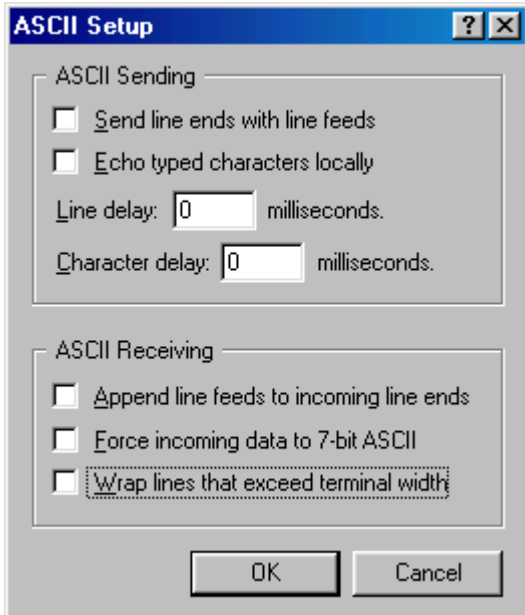 ASCII Setup
ASCII Sending
Send line ends with line feeds
Echo typed characters locally
Line delay: 0 milliseconds.
Character delay: 0 milliseconds.
ASCII Receiving
Append line feeds to incoming line ends
Force incoming data to 7-bit ASCII
Wrap lines that exceed terminal width
OK Cancel